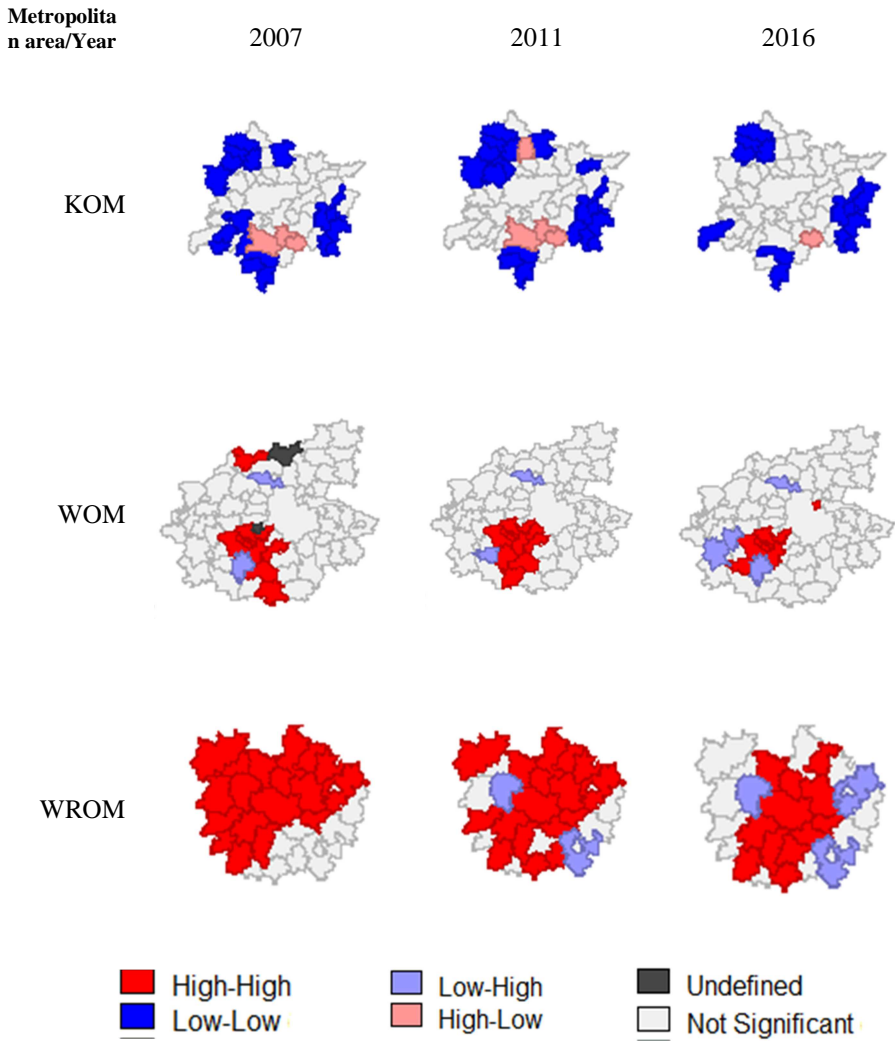 Metropolita
n area/Year
2007
2011
2016
KOM
WOM
WROM
High-High
Low-High
Undefined
Low-Low
High-Low
Not Significant